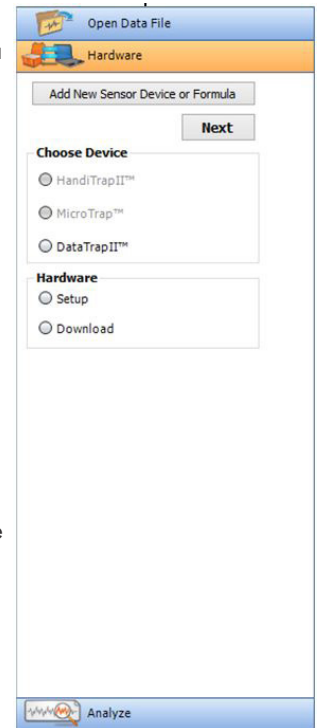 Open Data File
Hardware
Add New Sensor Device or Formula
Next
Choose Device
HandiTrapII™
MicroTrap™
DataTrapII™
Hardware
Setup
Download
e
Analyze